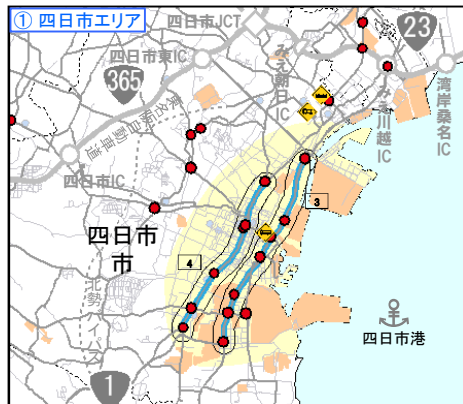 ① 四日市エリア
四日市JCT
23
四日市東IC
365
みえ朝日IC
みえ川越IC
湾岸桑名IC
東名阪自動車道
四日市IC
3
四日市
市
4
北勢バイパス
四日市港
1